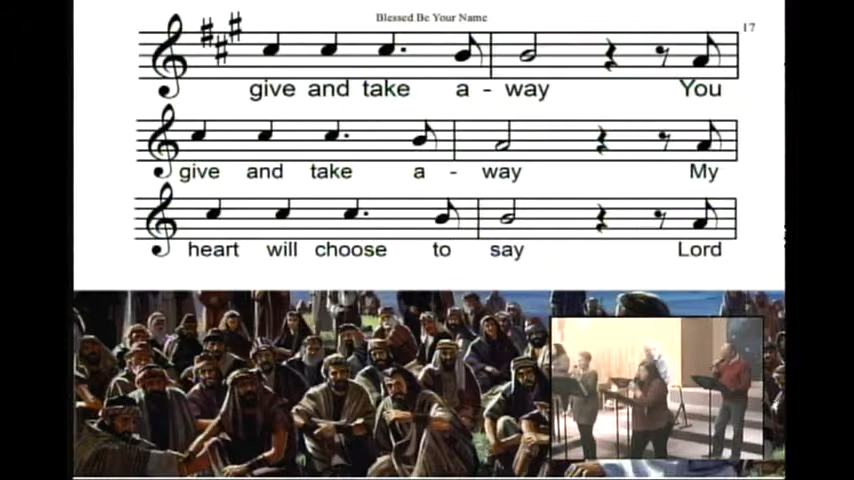 Blessed Be Your Name
17
give and take a - way You
give and take a - way My
heart will choose to say Lord